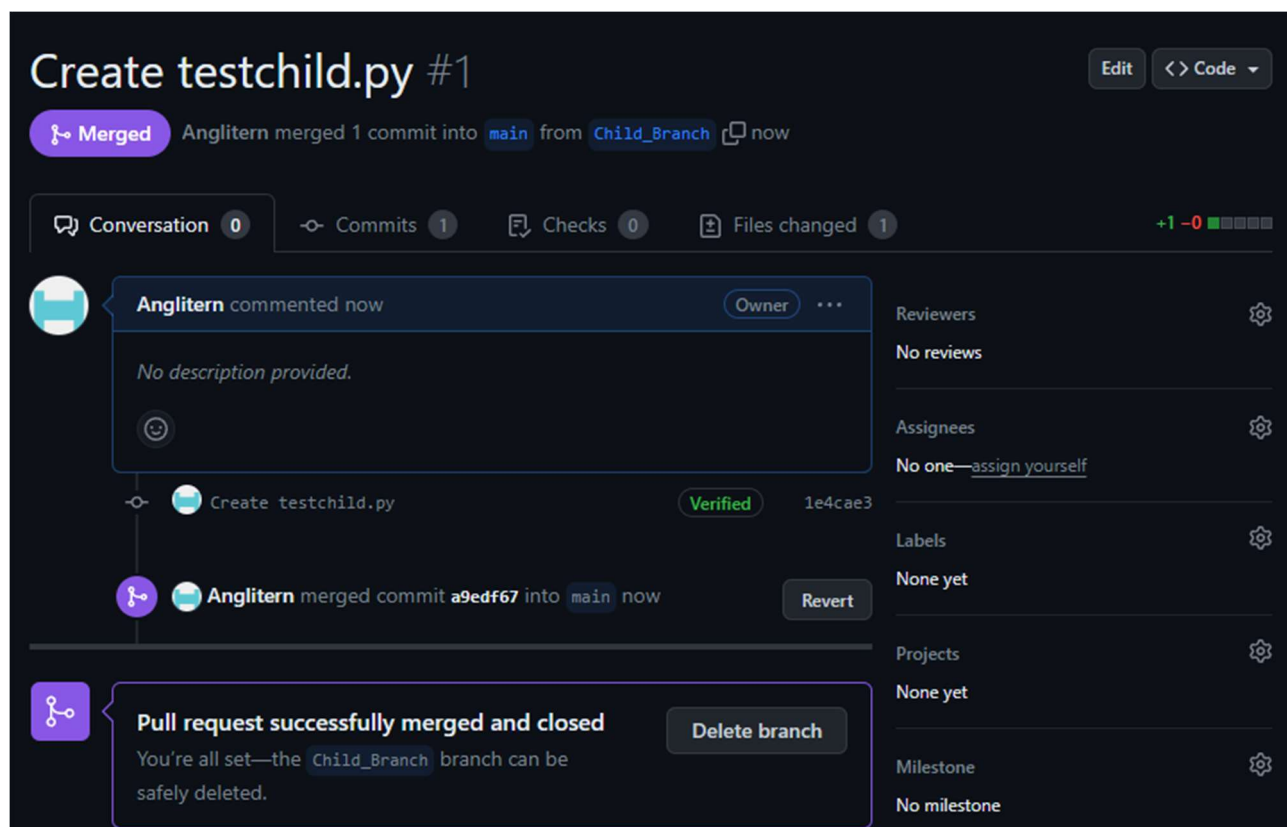 Create testchild.py #1
Edit
<> Code
Merged
Anglitern merged 1 commit into main from Child_Branch now
Conversation 0
Commits 1
Checks 0
Files changed 1
+1 −0
Anglitern commented now
Owner
...
No description provided.
Create testchild.py
Verified
1e4cae3
Anglitern merged commit a9edf67 into main now
Revert
Pull request successfully merged and closed
You're all set—the Child_Branch branch can be
safely deleted.
Delete branch
Reviewers
No reviews
Assignees
No one—assign yourself
Labels
None yet
Projects
None yet
Milestone
No milestone